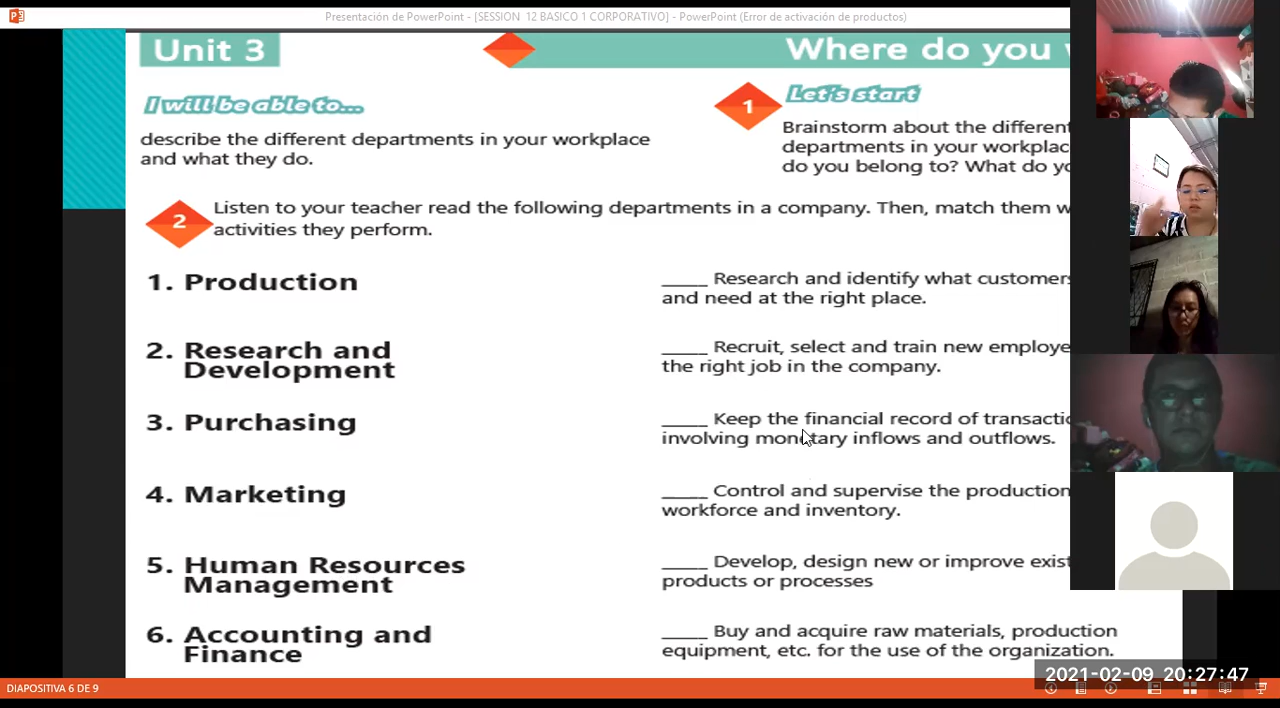 Presentación de PowerPoint - [SESSION 12 BASICO 1 CORPORATIVO] - PowerPoint (Error de activación de productos)
Unit 3
Where do you
I will be able to...
describe the different departments in your workplace
and what they do.
1
Let's start
Brainstorm about the different
departments in your workplac
do you belong to? What do yo
2
Listen to your teacher read the following departments in a company. Then, match them w
activities they perform.
1. Production
____ Research and identify what customers
and need at the right place.
2. Research and
Development
____ Recruit, select and train new employe
the right job in the company.
3. Purchasing
____ Keep the financial record of transactio
involving monetary inflows and outflows.
4. Marketing
____ Control and supervise the production
workforce and inventory.
5. Human Resources
Management
____ Develop, design new or improve exist
products or processes
6. Accounting and
Finance
____ Buy and acquire raw materials, production
equipment, etc. for the use of the organization.
2021-02-09 20:27:47
DIAPOSITIVA 6 DE 9